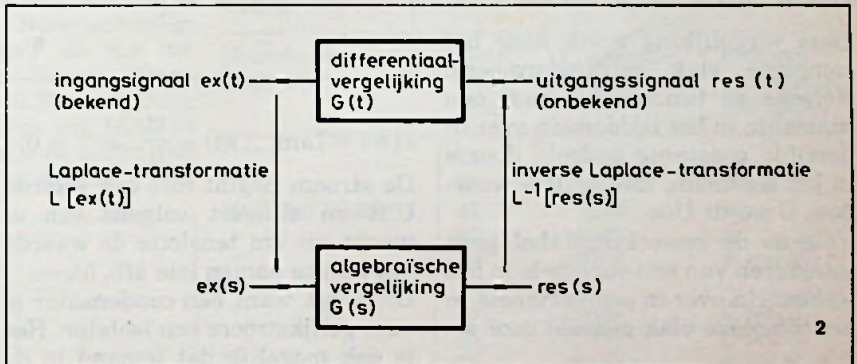 differentiaal-
ingangsignaal ex(t) vergelijking uitgangssignaal res (t)
(bekend) G(t) (onbekend)
Laplace-transformatie inverse Laplace-transformatie
L [ex(t)] L⁻¹ [res(s)]
algebraïsche
ex(s) vergelijking res(s)
G(s)
2